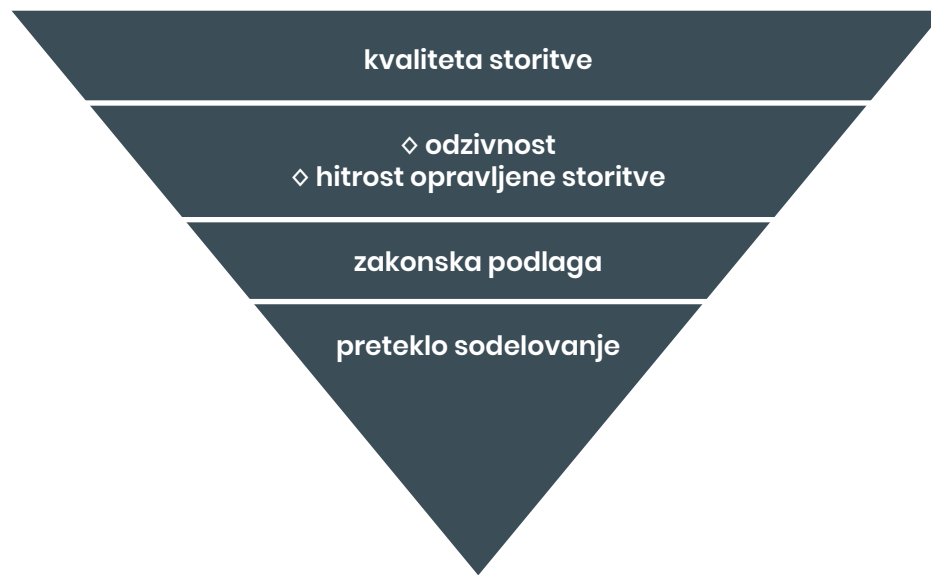 kvaliteta storitve
◇ odzivnost
◇ hitrost opravljene storitve
zakonska podlaga
preteklo sodelovanje